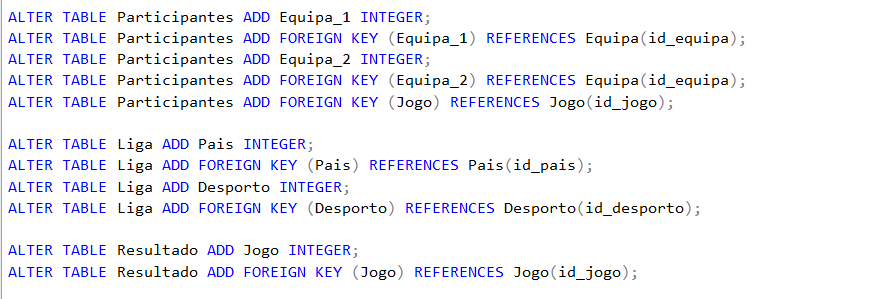 ALTER TABLE Participantes ADD Equipa_1 INTEGER;
ALTER TABLE Participantes ADD FOREIGN KEY (Equipa_1) REFERENCES Equipa(id_equipa);
ALTER TABLE Participantes ADD Equipa_2 INTEGER;
ALTER TABLE Participantes ADD FOREIGN KEY (Equipa_2) REFERENCES Equipa(id_equipa);
ALTER TABLE Participantes ADD FOREIGN KEY (Jogo) REFERENCES Jogo(id_jogo);
ALTER TABLE Liga ADD Pais INTEGER;
ALTER TABLE Liga ADD FOREIGN KEY (Pais) REFERENCES Pais(id_pais);
ALTER TABLE Liga ADD Desporto INTEGER;
ALTER TABLE Liga ADD FOREIGN KEY (Desporto) REFERENCES Desporto(id_desporto);
ALTER TABLE Resultado ADD Jogo INTEGER;
ALTER TABLE Resultado ADD FOREIGN KEY (Jogo) REFERENCES Jogo(id_jogo);